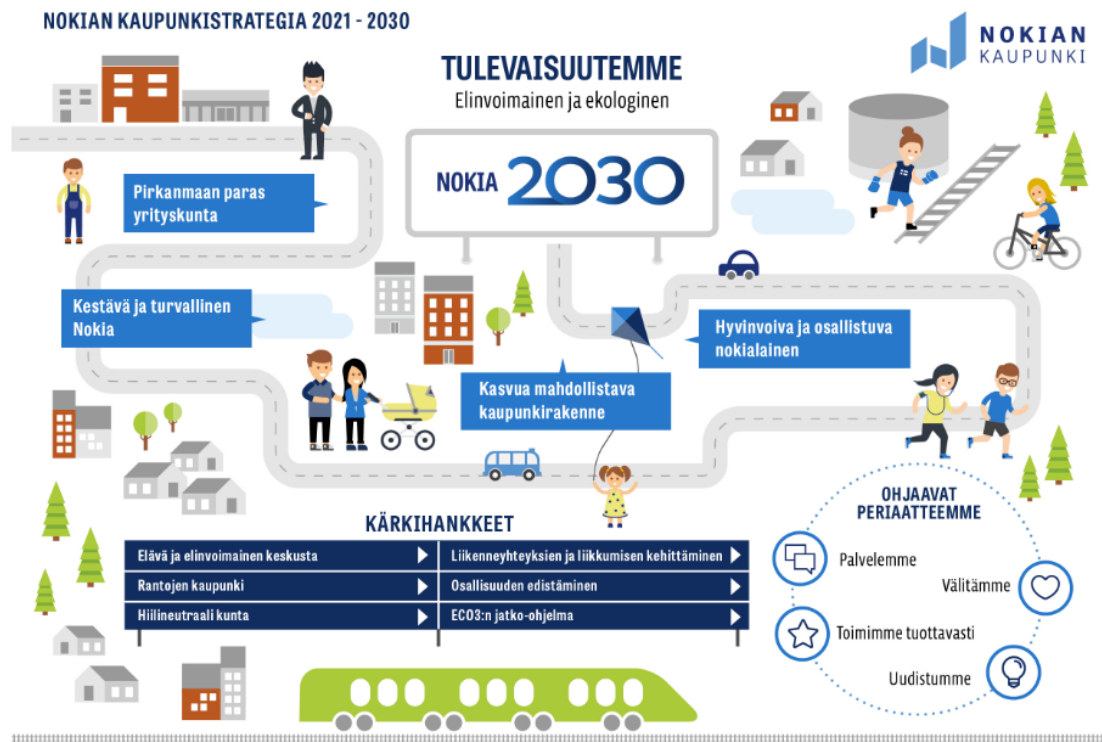 NOKIAN KAUPUNKISTRATEGIA 2021 - 2030
NOKIAN
KAUPUNKI
TULEVAISUUTEMME
Elinvoimainen ja ekologinen
NOKIA 2030
Pirkanmaan paras
yrityskunta
Kestävä ja turvallinen
Nokia
Hyvinvoiva ja osallistuva
nokialainen
Kasvua mahdollistava
kaupunkirakenne
KÄRKIHANKKEET
Elävä ja elinvoimainen keskusta
Liikenneyhteyksien ja liikkumisen kehittäminen
Rantojen kaupunki
Osallisuuden edistäminen
Hiilineutraali kunta
ECO3:n jatko-ohjelma
OHJAAVAT
PERIAATTEEMME
Palvelemme
Välitämme
Toimimme tuottavasti
Uudistumme